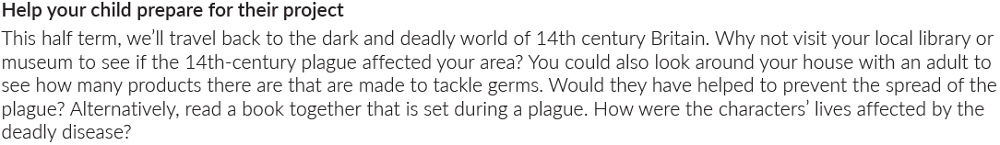 Help your child prepare for their project
This half term, we'll travel back to the dark and deadly world of 14th century Britain. Why not visit your local library or
museum to see if the 14th-century plague affected your area? You could also look around your house with an adult to
see how many products there are that are made to tackle germs. Would they have helped to prevent the spread of the
plague? Alternatively, read a book together that is set during a plague. How were the characters' lives affected by the
deadly disease?